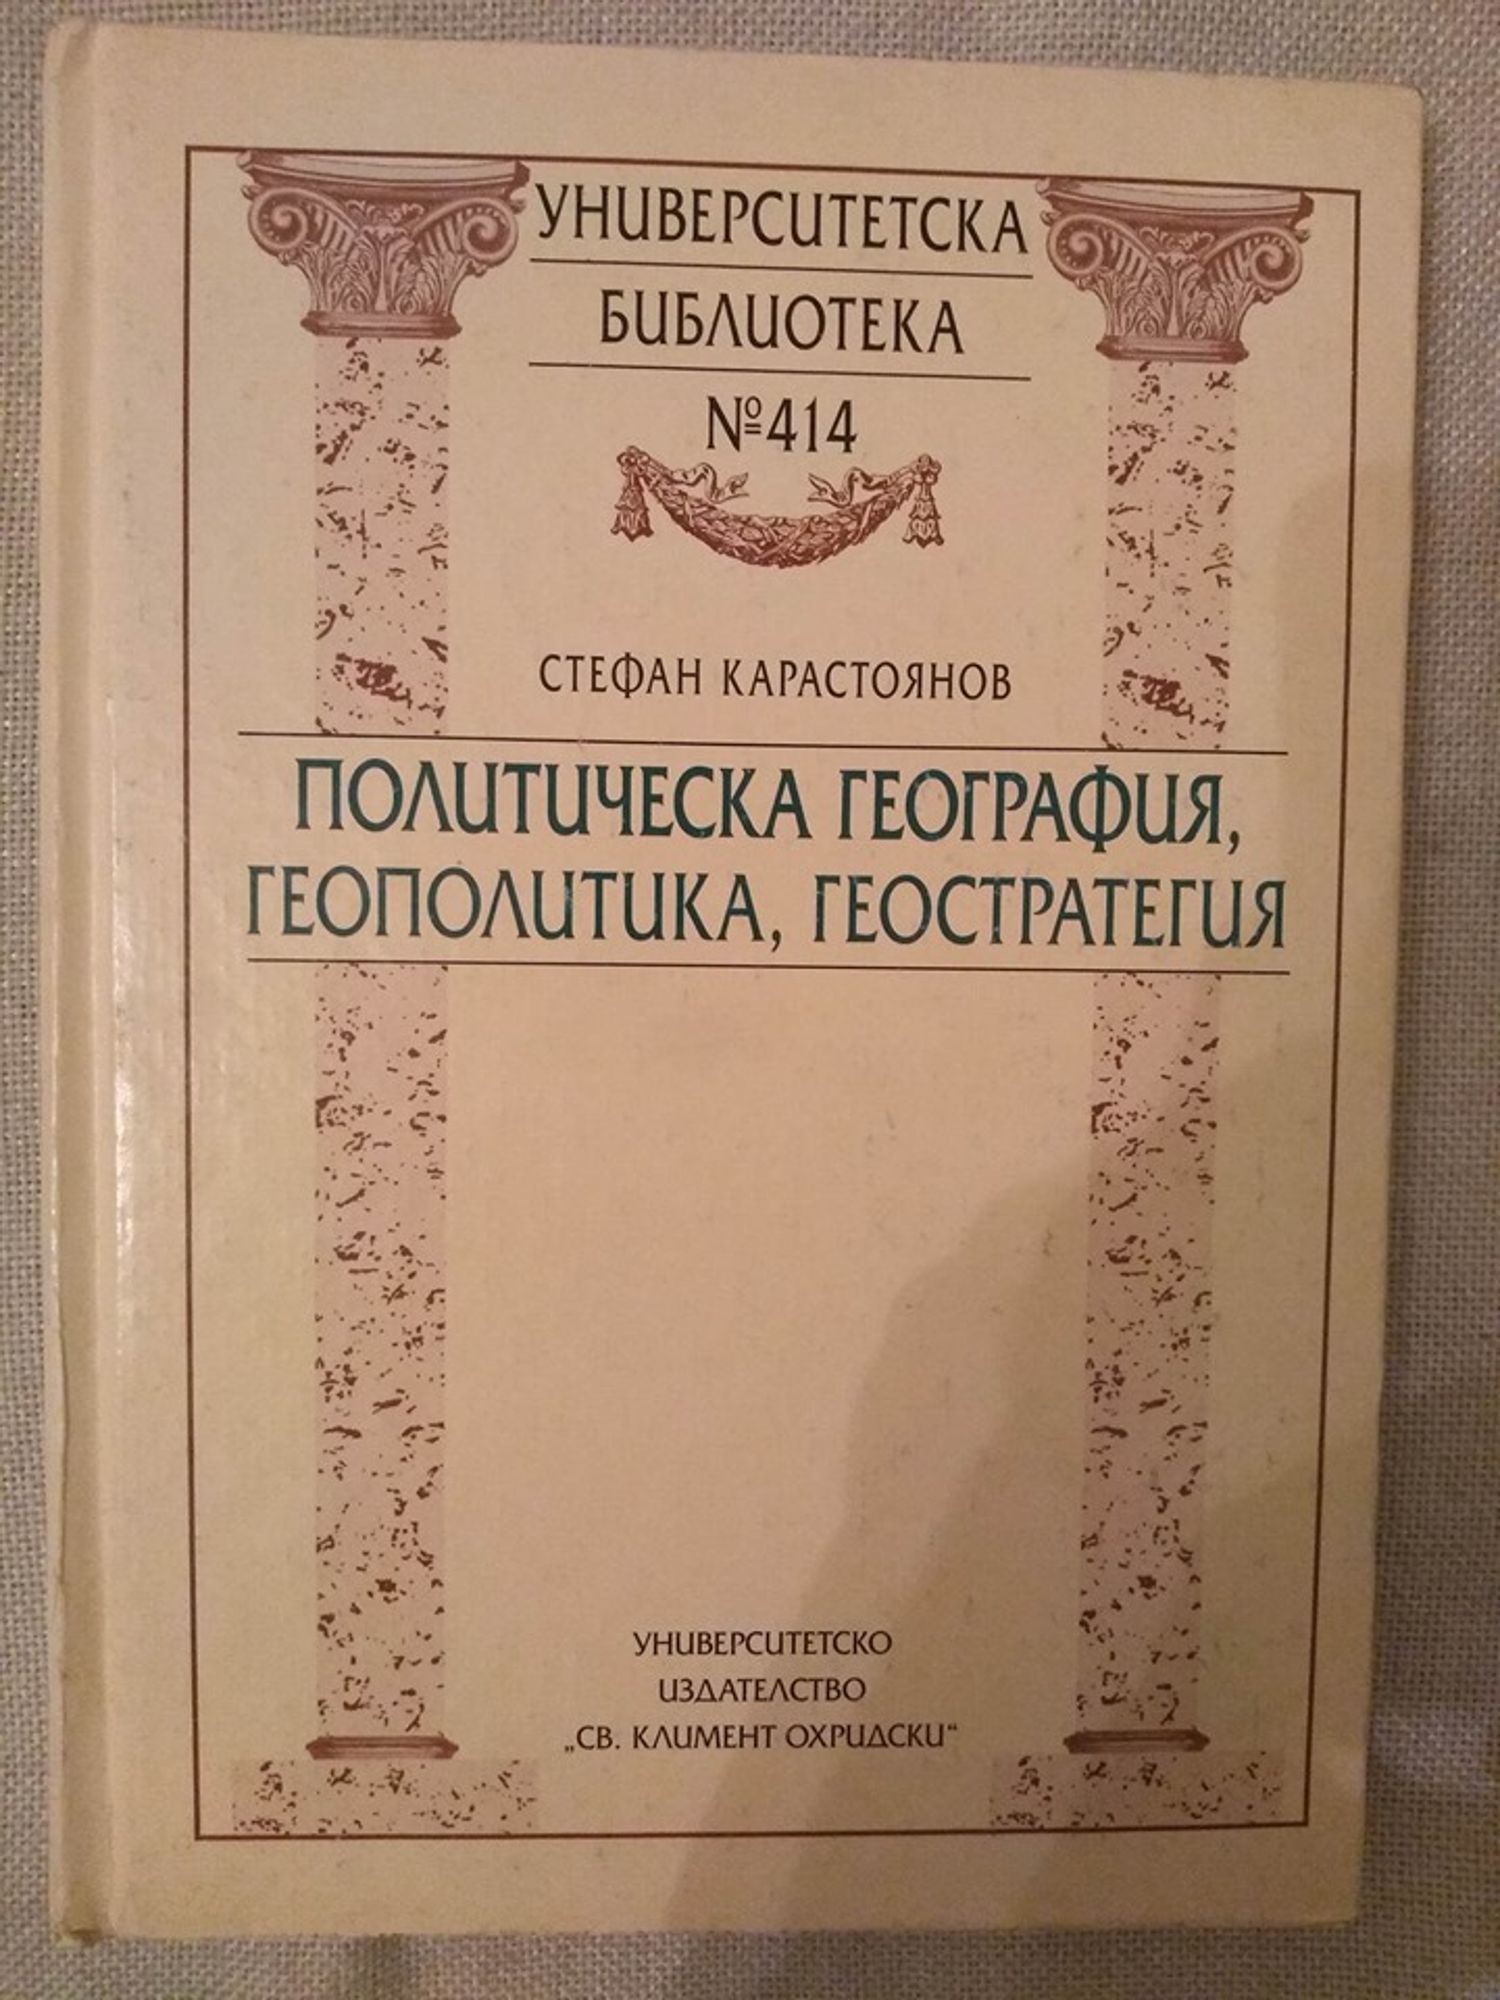 УНИВЕРСИТЕТСКА
БИБЛИОТЕКА
№414
СТЕФАН КАРАСТОЯНОВ
ПОЛИТИЧЕСКА ГЕОГРАФИЯ,
ГЕОПОЛИТИКА, ГЕОСТРАТЕГИЯ
УНИВЕРСИТЕТСКО
ИЗДАТЕЛСТВО
„СВ. КЛИМЕНТ ОХРИДСКИ“